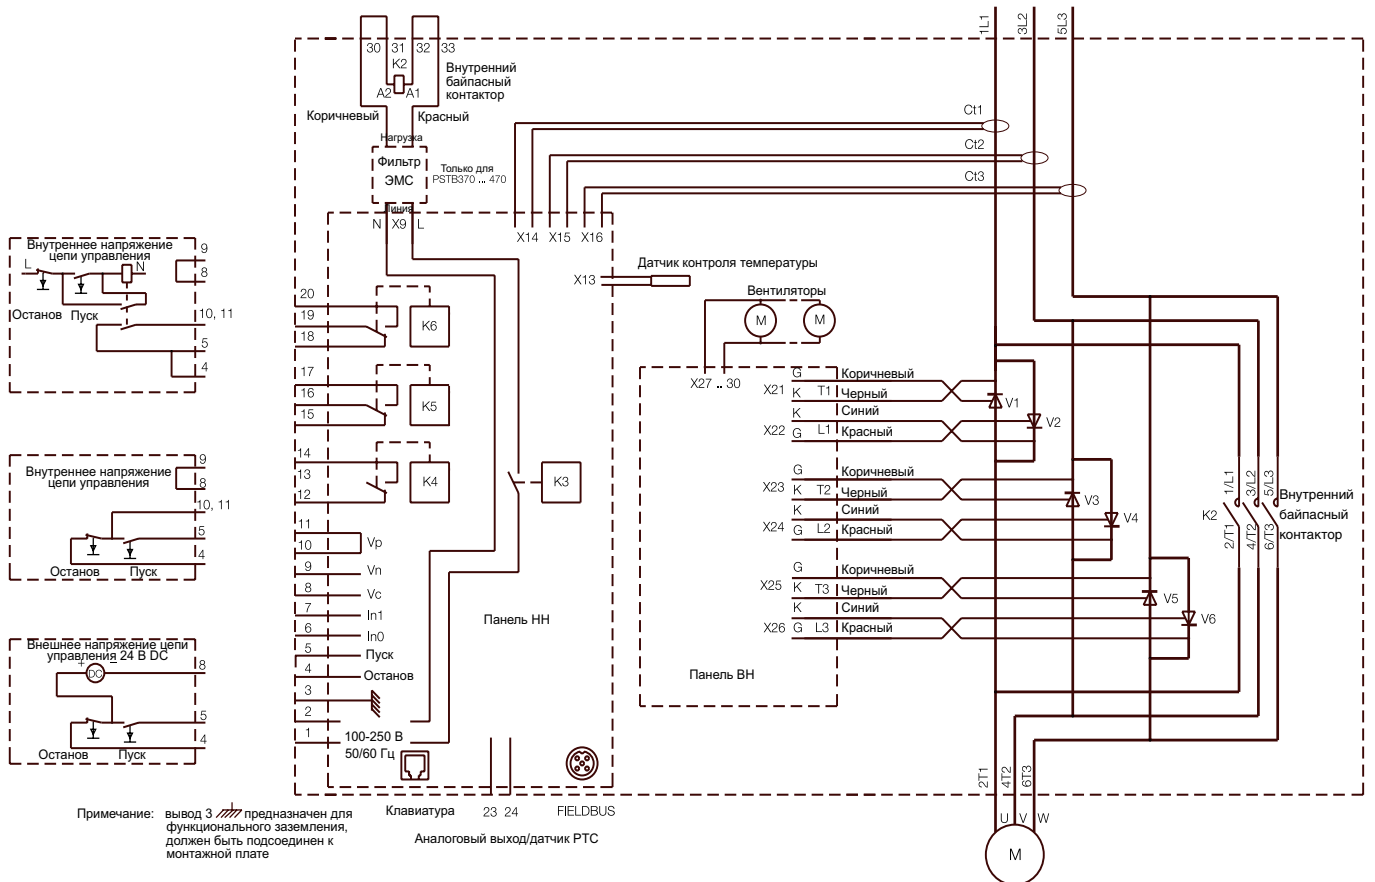 1L1 3L2 5L3
30 31 32 33
K2
A2 A1
Внутренний
байпасный
контактор
Коричневый Красный
Нагрузка
Фильтр
ЭМС
Только для
PSTB370 ... 470
Линия
N X9 L
Ct1
Ct2
Ct3
X14 X15 X16
X13
Датчик контроля температуры
Вентиляторы
M M
X27 .. 30
Внутреннее напряжение
цепи управления
L N
Останов Пуск
9
8
10, 11
5
4
Внутреннее напряжение
цепи управления
9
8
10, 11
5
4
Останов Пуск
Внешнее напряжение цепи
управления 24 В DC
+ −
DC
8
5
4
Останов Пуск
20
19
18
K6
17
16
15
K5
14
13
12
K4
K3
11
10
Vp
9 Vn
8 Vc
7 In1
6 In0
5 Пуск
4 Останов
3
2
1
100-250 В
50/60 Гц
Панель НН
X21 G Коричневый
K T1 Черный
X22 K Синий
G L1 Красный
V1
V2
X23 G Коричневый
K T2 Черный
X24 K Синий
G L2 Красный
V3
V4
X25 G Коричневый
K T3 Черный
X26 K Синий
G L3 Красный
V5
V6
Панель ВН
K2
1/L1 3/L2 5/L3
2/T1 4/T2 6/T3
Внутренний
байпасный
контактор
2T1 4T2 6T3
U V W
M
Клавиатура
23 24
FIELDBUS
Аналоговый выход/датчик РТС
Примечание: вывод 3 предназначен для
функционального заземления,
должен быть подсоединен к
монтажной плате